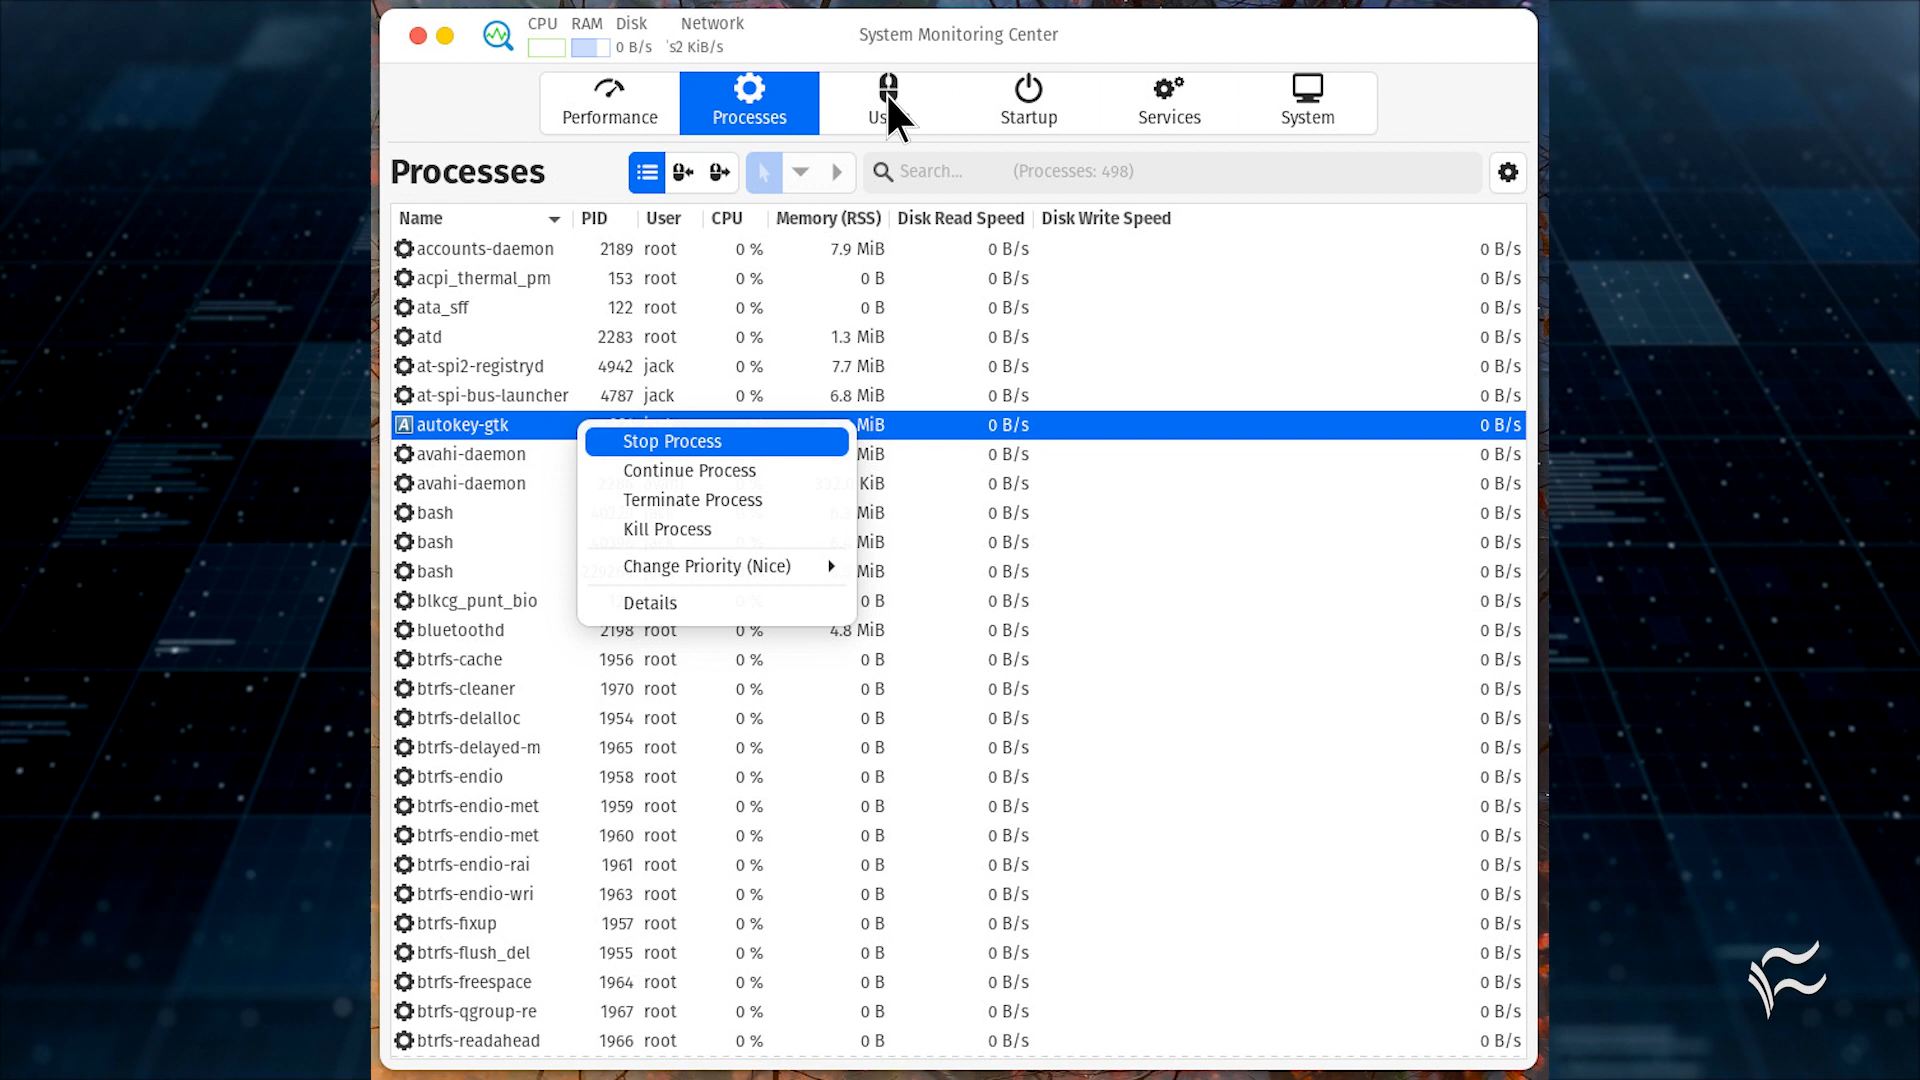 CPU RAM Disk Network
0 B/s 's2 KiB/s
System Monitoring Center
Performance Processes Startup Services System
Processes
Search... (Processes: 498)
Name PID User CPU Memory (RSS) Disk Read Speed Disk Write Speed
accounts-daemon 2189 root 0 % 7.9 MiB 0 B/s 0 B/s
acpi_thermal_pm 153 root 0 % 0 B 0 B/s 0 B/s
ata_sff 122 root 0 % 0 B 0 B/s 0 B/s
atd 2283 root 0 % 1.3 MiB 0 B/s 0 B/s
at-spi2-registryd 4942 jack 0 % 7.7 MiB 0 B/s 0 B/s
at-spi-bus-launcher 4787 jack 0 % 6.8 MiB 0 B/s 0 B/s
autokey-gtk MiB 0 B/s 0 B/s
Stop Process
avahi-daemon MiB 0 B/s 0 B/s
Continue Process
avahi-daemon KiB 0 B/s 0 B/s
Terminate Process
bash MiB 0 B/s 0 B/s
Kill Process
bash MiB 0 B/s 0 B/s
Change Priority (Nice)
bash MiB 0 B/s 0 B/s
Details
blkcg_punt_bio 0 B 0 B/s 0 B/s
bluetoothd 2198 root 0 % 4.8 MiB 0 B/s 0 B/s
btrfs-cache 1956 root 0 % 0 B 0 B/s 0 B/s
btrfs-cleaner 1970 root 0 % 0 B 0 B/s 0 B/s
btrfs-delalloc 1954 root 0 % 0 B 0 B/s 0 B/s
btrfs-delayed-m 1965 root 0 % 0 B 0 B/s 0 B/s
btrfs-endio 1958 root 0 % 0 B 0 B/s 0 B/s
btrfs-endio-met 1959 root 0 % 0 B 0 B/s 0 B/s
btrfs-endio-met 1960 root 0 % 0 B 0 B/s 0 B/s
btrfs-endio-rai 1961 root 0 % 0 B 0 B/s 0 B/s
btrfs-endio-wri 1963 root 0 % 0 B 0 B/s 0 B/s
btrfs-fixup 1957 root 0 % 0 B 0 B/s 0 B/s
btrfs-flush_del 1955 root 0 % 0 B 0 B/s 0 B/s
btrfs-freespace 1964 root 0 % 0 B 0 B/s 0 B/s
btrfs-qgroup-re 1967 root 0 % 0 B 0 B/s 0 B/s
btrfs-readahead 1966 root 0 % 0 B 0 B/s 0 B/s